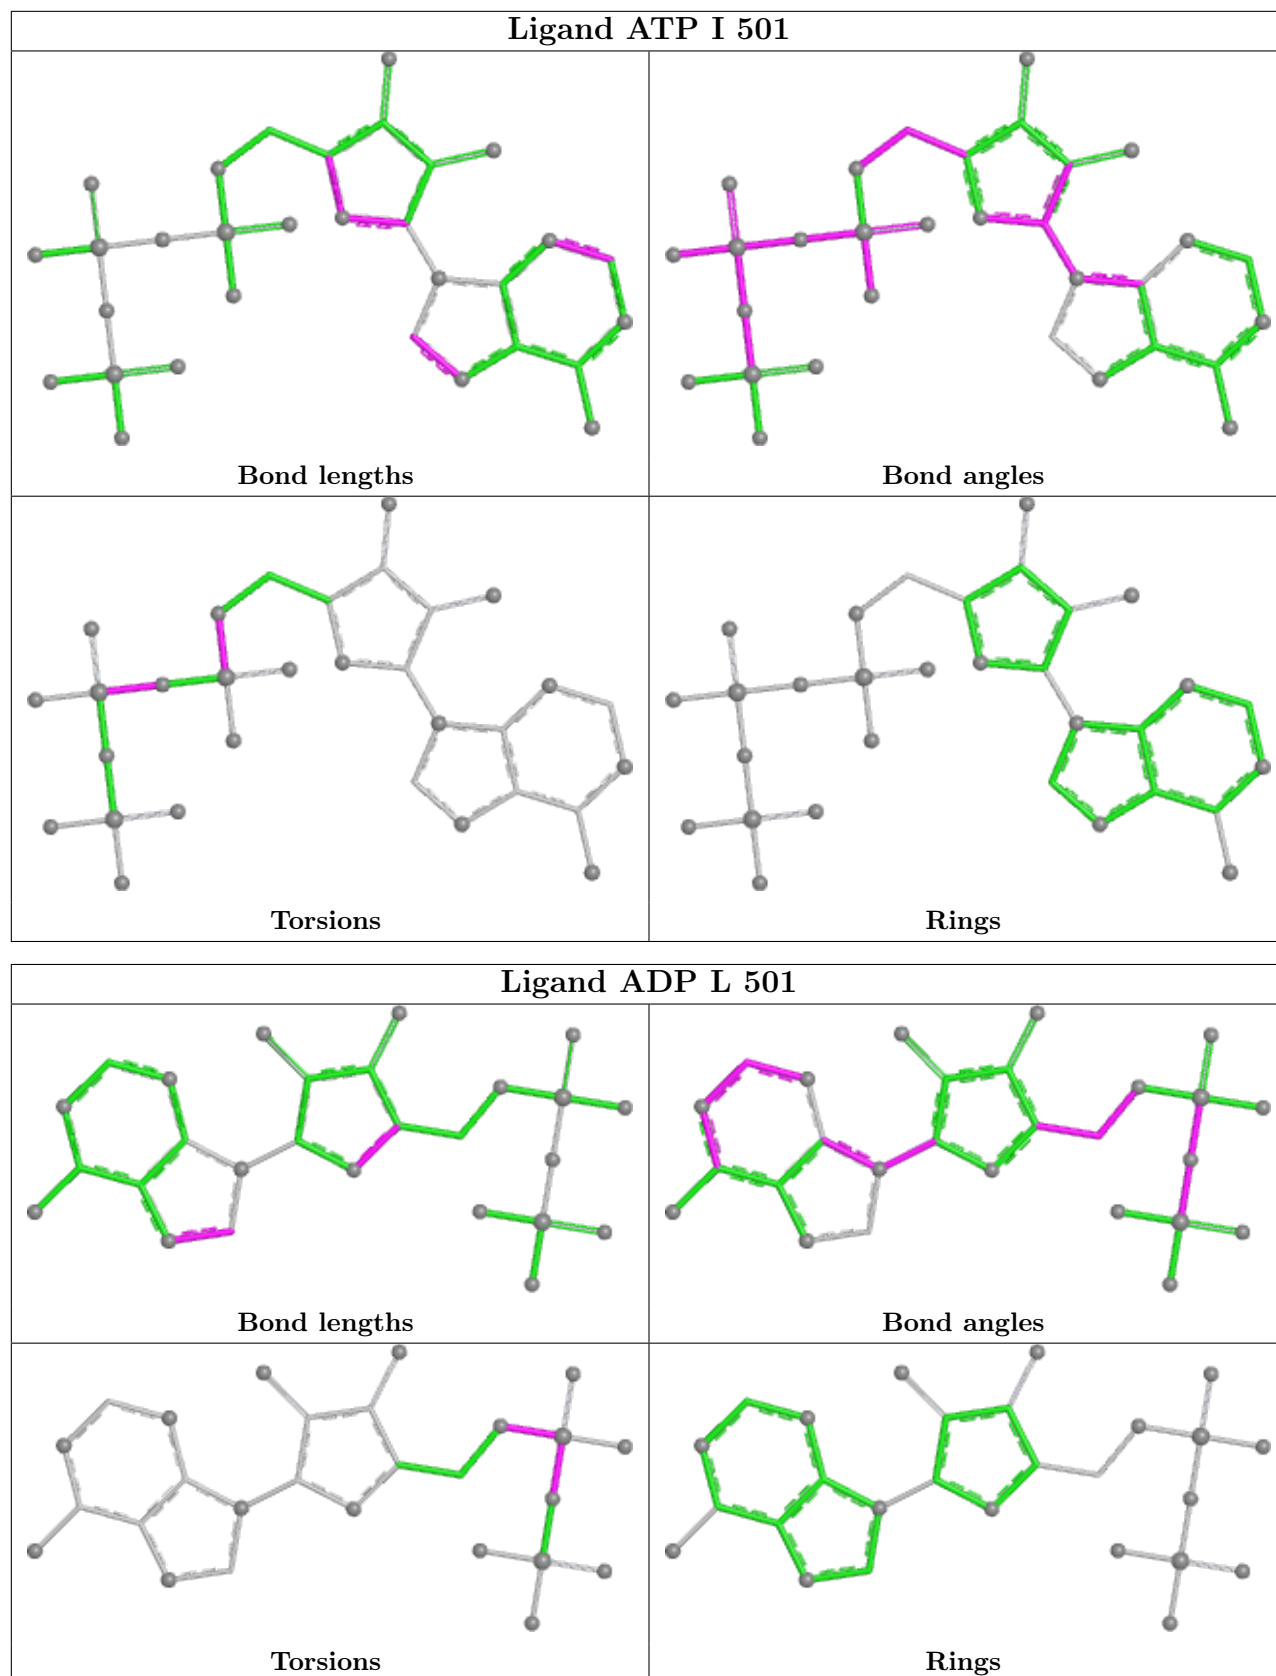 Ligand ATP I 501
Bond lengths
Bond angles
Torsions
Rings
Ligand ADP L 501
Bond lengths
Bond angles
Torsions
Rings